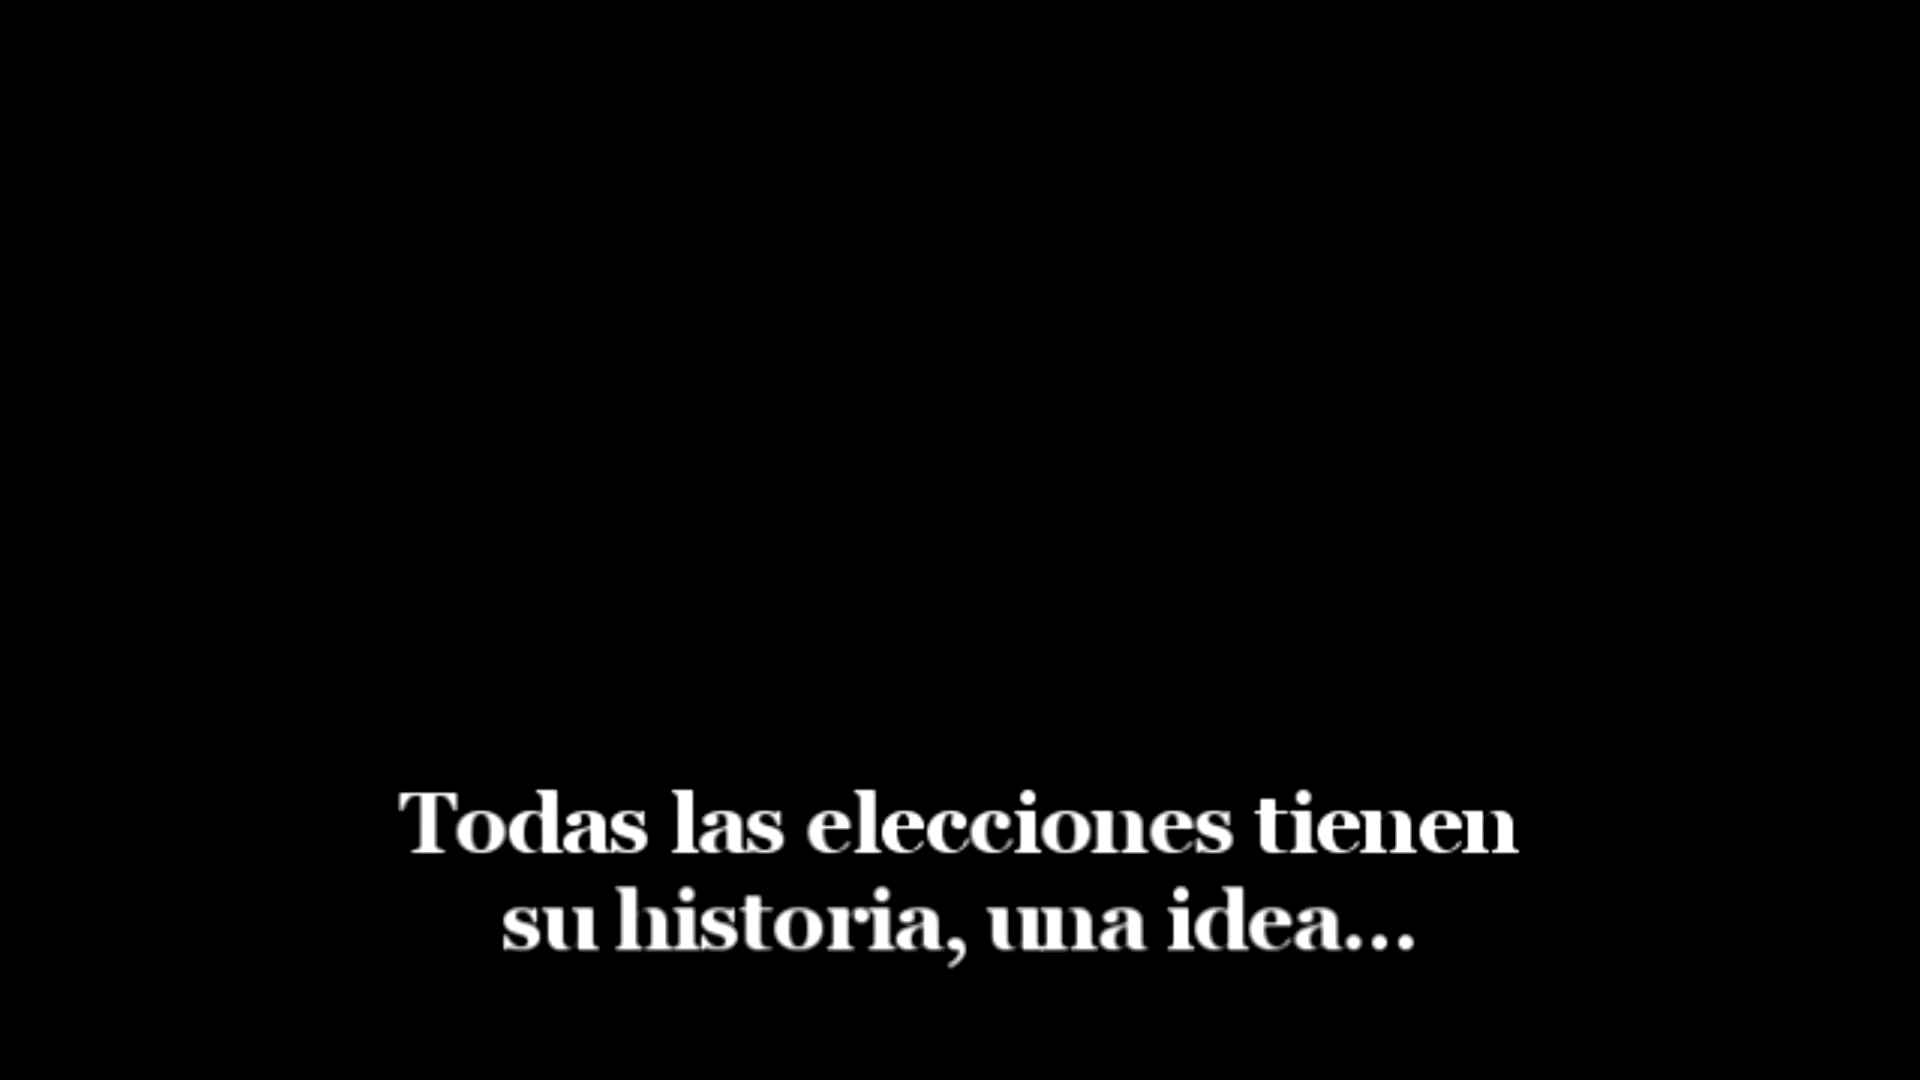 Todas las elecciones tienen
su historia, una idea...